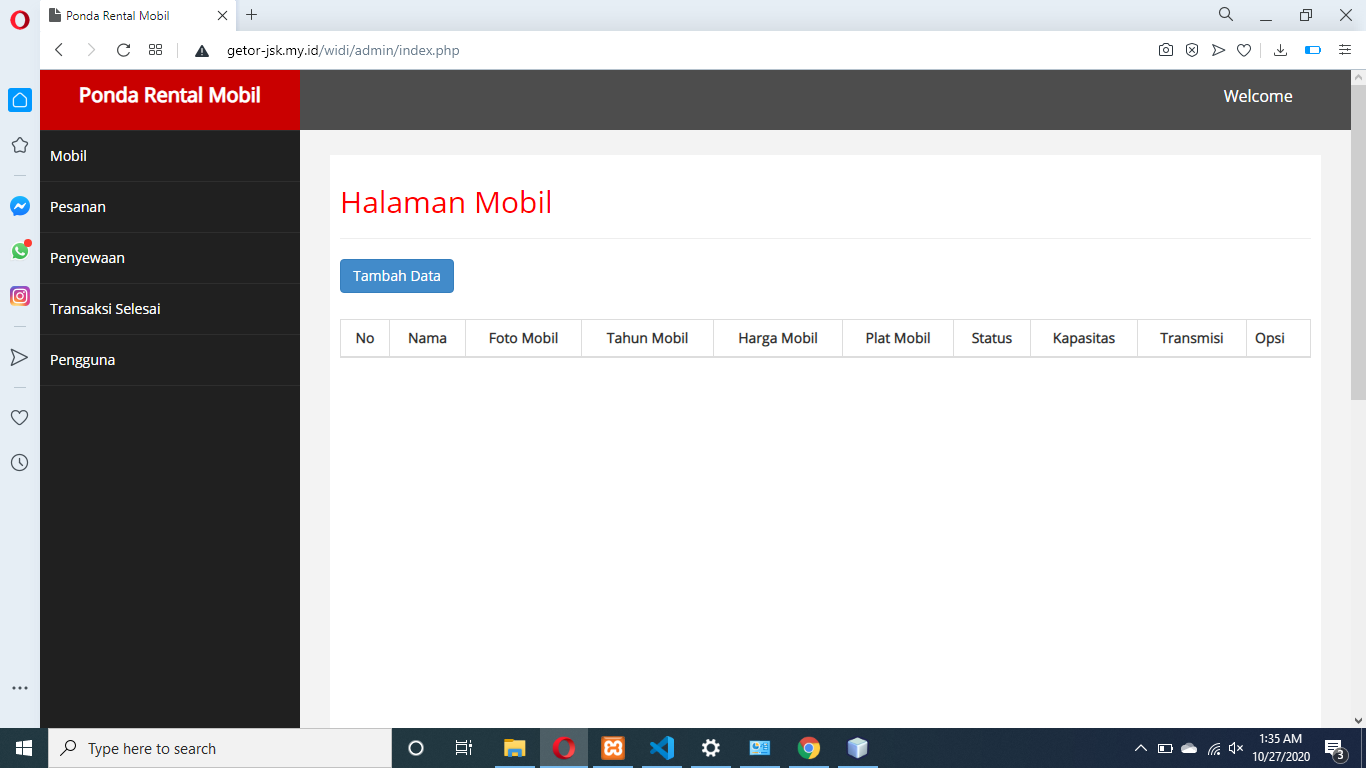 Ponda Rental Mobil
getor-jsk.my.id/widi/admin/index.php
Ponda Rental Mobil
Welcome
Mobil
Pesanan
Penyewaan
Transaksi Selesai
Pengguna
Halaman Mobil
Tambah Data
No Nama Foto Mobil Tahun Mobil Harga Mobil Plat Mobil Status Kapasitas Transmisi Opsi
Type here to search
1:35 AM
10/27/2020
3